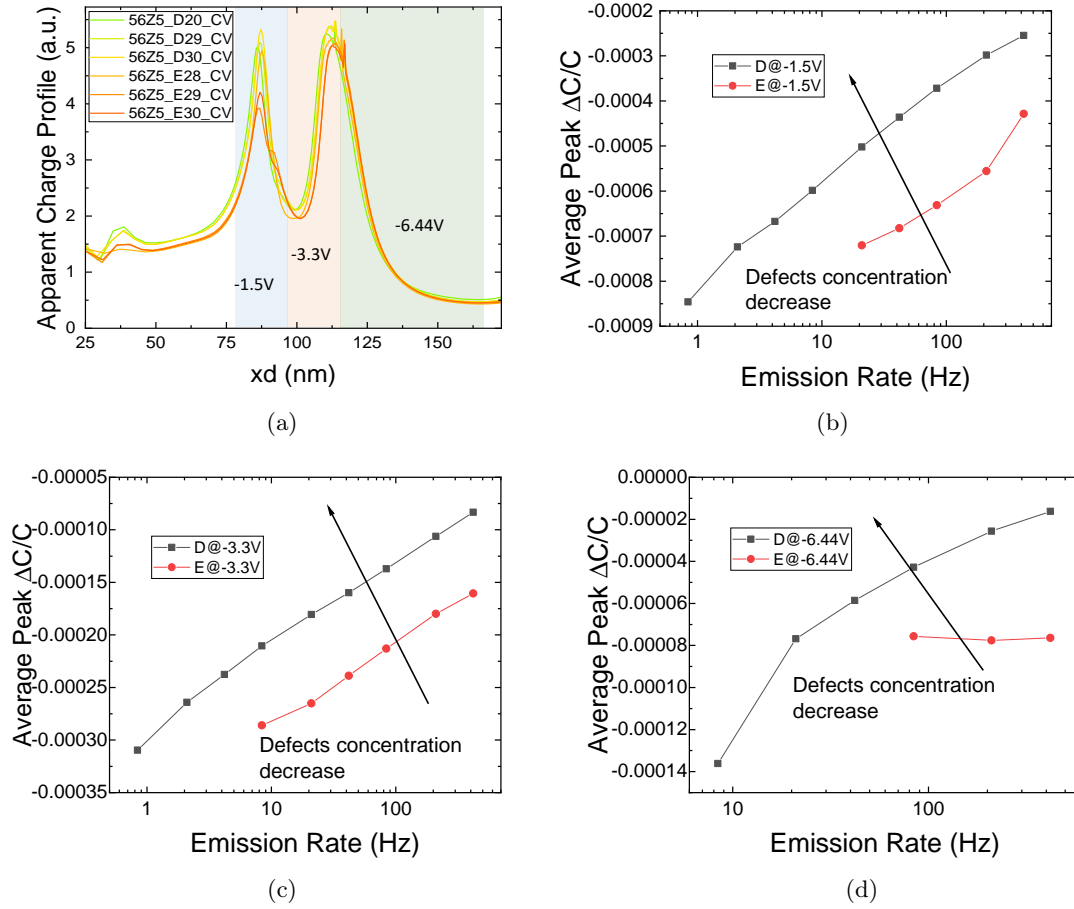 56Z5_D20_CV
56Z5_D29_CV
56Z5_D30_CV
56Z5_E28_CV
56Z5_E29_CV
56Z5_E30_CV
Apparent Charge Profile (a.u.)
5
4
3
2
1
0
-1.5V
-3.3V
-6.44V
25
50
75
100
125
150
xd (nm)
(a)
-0.0002
-0.0003
-0.0004
-0.0005
-0.0006
-0.0007
-0.0008
-0.0009
Average Peak ΔC/C
D@-1.5V
E@-1.5V
Defects concentration
decrease
1
10
100
Emission Rate (Hz)
(b)
-0.00005
-0.00010
-0.00015
-0.00020
-0.00025
-0.00030
-0.00035
Average Peak ΔC/C
D@-3.3V
E@-3.3V
Defects concentration
decrease
1
10
100
Emission Rate (Hz)
(c)
0.00000
-0.00002
-0.00004
-0.00006
-0.00008
-0.00010
-0.00012
-0.00014
Average Peak ΔC/C
D@-6.44V
E@-6.44V
Defects concentration
decrease
10
100
Emission Rate (Hz)
(d)